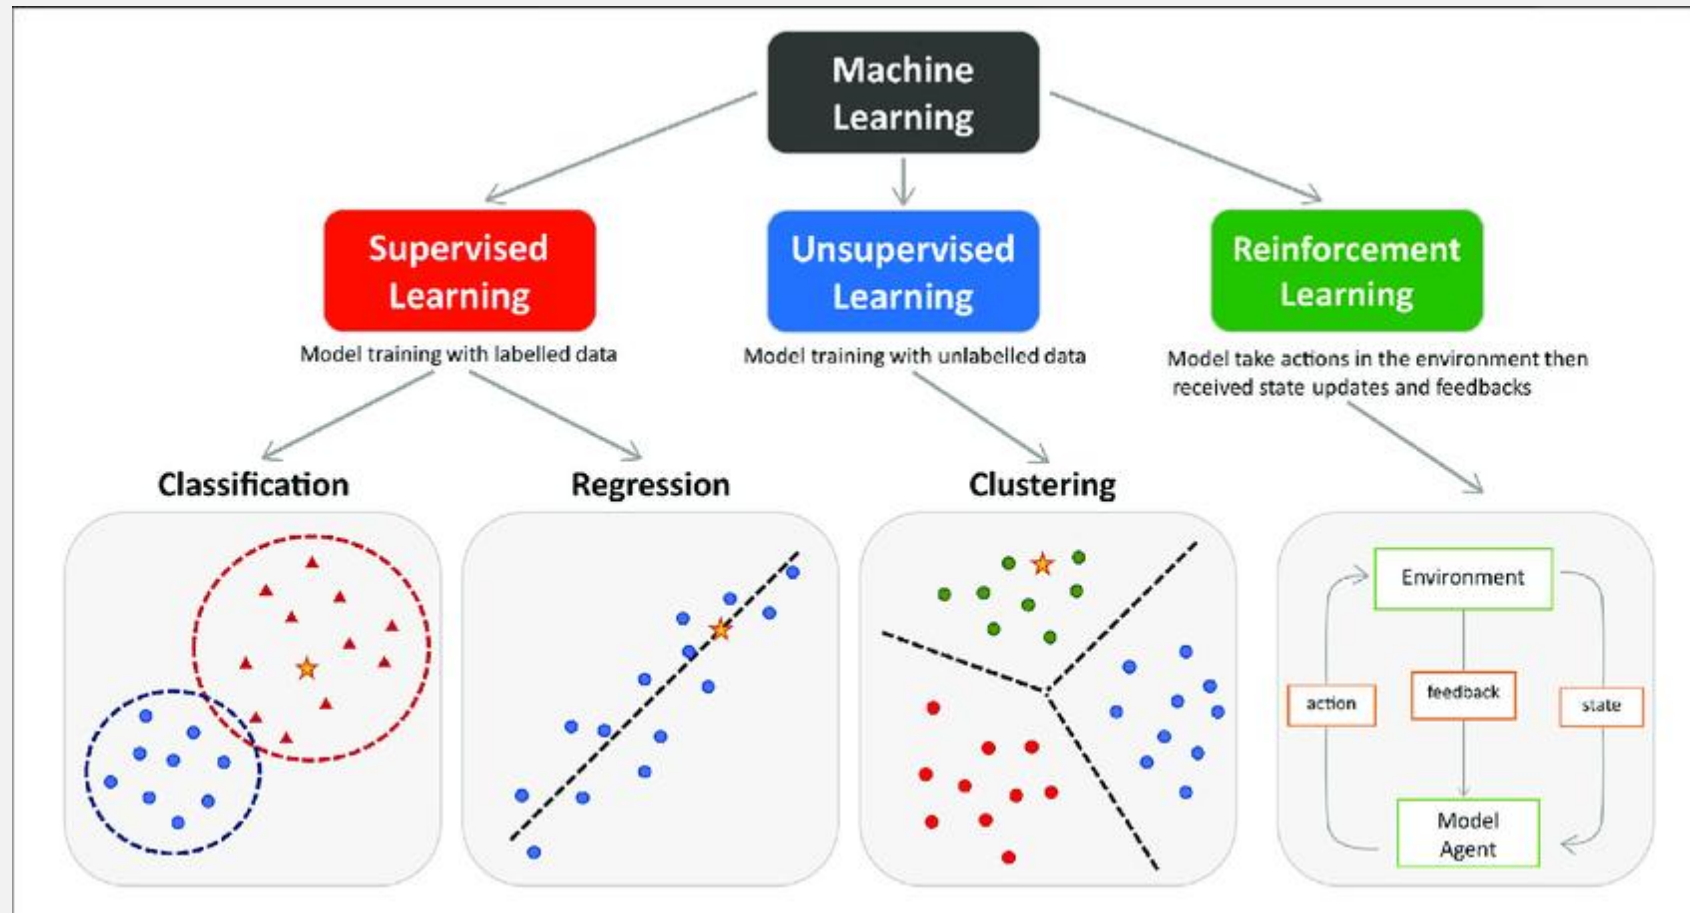 Machine
Learning
Supervised
Learning
Unsupervised
Learning
Reinforcement
Learning
Model training with labelled data
Model training with unlabelled data
Model take actions in the environment then
received state updates and feedbacks
Classification
Regression
Clustering
Environment
action
feedback
state
Model
Agent